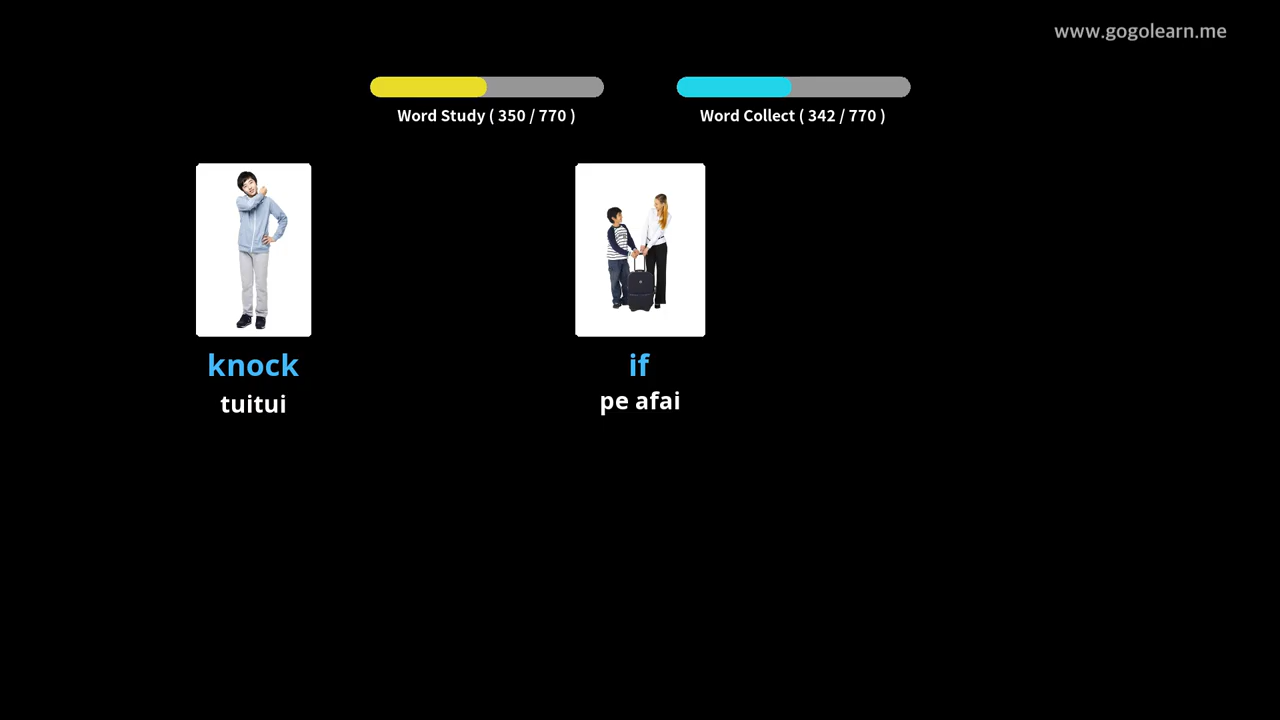 www.gogolearn.me
Word Study ( 350 / 770 )
Word Collect ( 342 / 770 )
knock
tuitui
if
pe afai